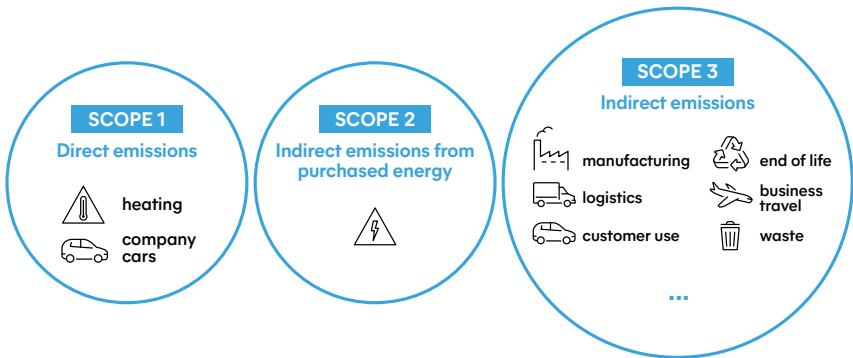 SCOPE 1
Direct emissions
heating
company
cars
SCOPE 2
Indirect emissions from
purchased energy
SCOPE 3
Indirect emissions
manufacturing
end of life
logistics
business
travel
customer use
waste
...